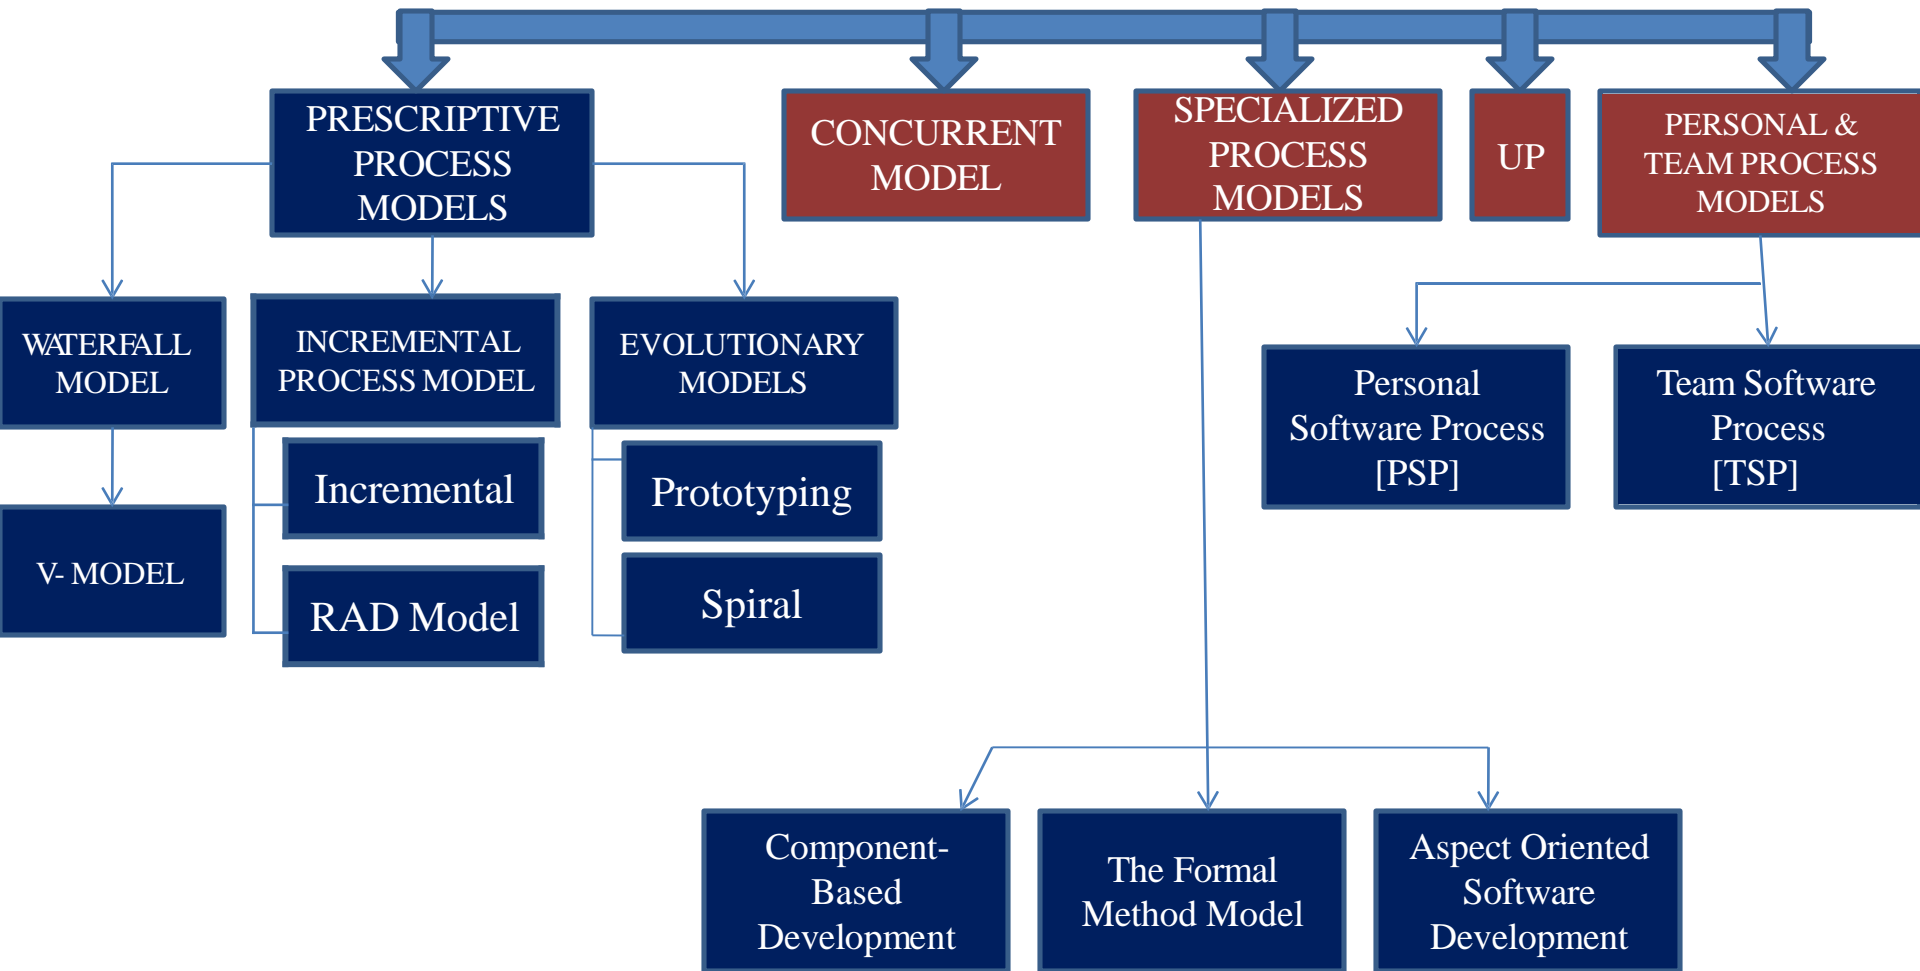 PRESCRIPTIVE
PROCESS
MODELS
CONCURRENT
MODEL
SPECIALIZED
PROCESS
MODELS
UP
PERSONAL &
TEAM PROCESS
MODELS
WATERFALL
MODEL
INCREMENTAL
PROCESS MODEL
EVOLUTIONARY
MODELS
Personal
Software Process
[PSP]
Team Software
Process
[TSP]
Incremental
Prototyping
V- MODEL
RAD Model
Spiral
Component-
Based
Development
The Formal
Method Model
Aspect Oriented
Software
Development